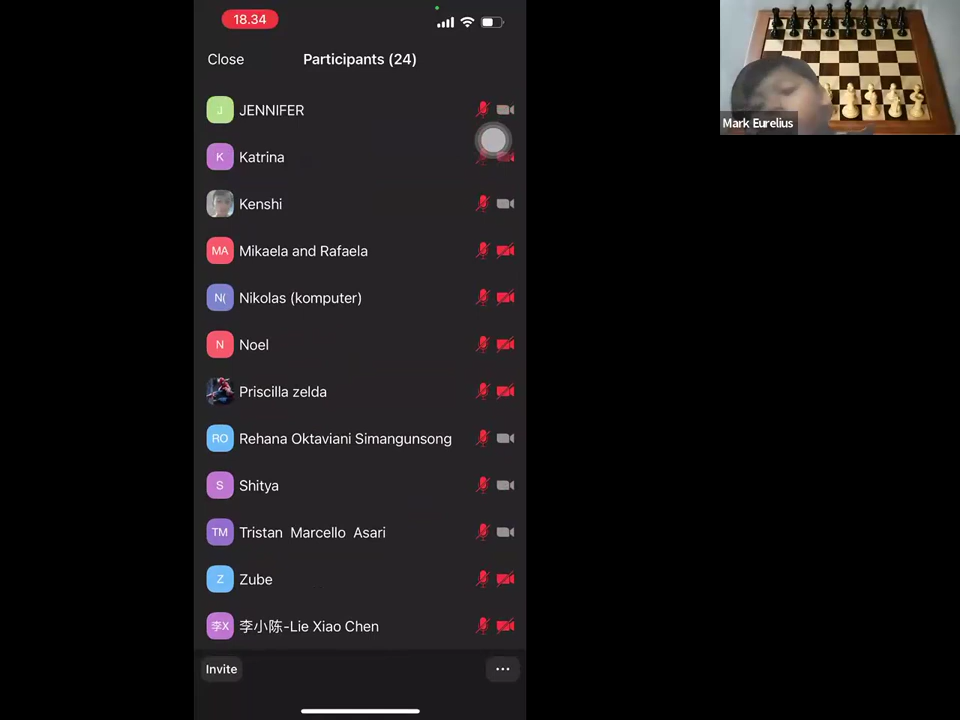 18.34
Close
Participants (24)
J
JENNIFER
K
Katrina
Kenshi
MA
Mikaela and Rafaela
N(
Nikolas (komputer)
N
Noel
Priscilla zelda
RO
Rehana Oktaviani Simangunsong
S
Shitya
TM
Tristan Marcello Asari
Z
Zube
李X
李小陈-Lie Xiao Chen
Invite
...
Mark Eurelius